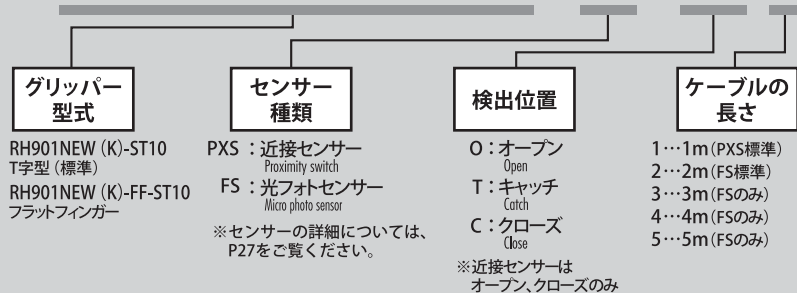 グリッパー
型式
RH901NEW (K)-ST10
T字型 (標準)
RH901NEW (K)-FF-ST10
フラットフィンガー
センサー
種類
PXS ：近接センサー
Proximity switch
FS ：光フォトセンサー
Micro photo sensor
※センサーの詳細については、
P27をご覧ください。
検出位置
O：オープン
Open
T：キャッチ
Catch
C：クローズ
Close
※近接センサーは
オープン、クローズのみ
ケーブルの
長さ
1…1m(PXS標準)
2…2m(FS標準)
3…3m(FSのみ)
4…4m(FSのみ)
5…5m(FSのみ)